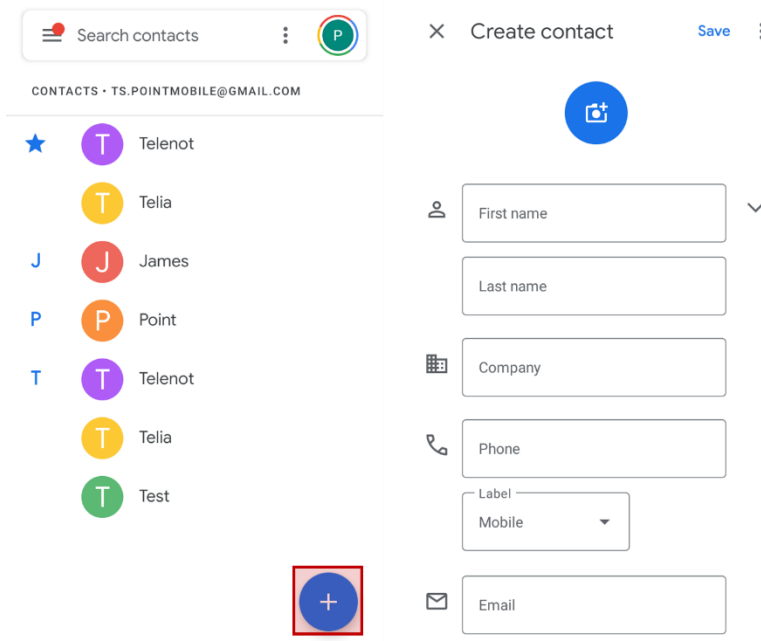 Search contacts
P
CONTACTS • TS.POINTMOBILE@GMAIL.COM
T Telenot
T Telia
J J James
P P Point
T T Telenot
T Telia
T Test
Create contact Save
First name
Last name
Company
Phone
Label
Mobile
Email